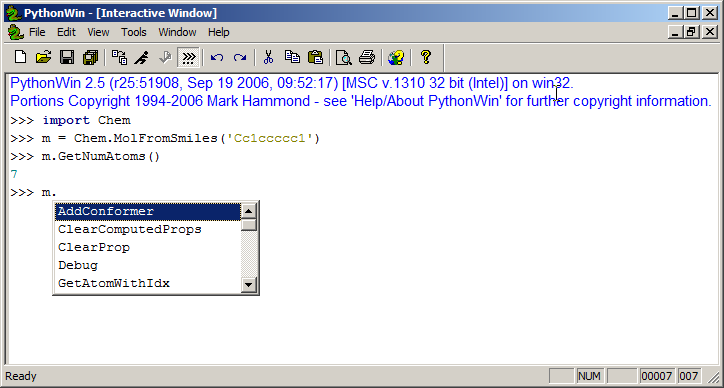 PythonWin - [Interactive Window]
File Edit View Tools Window Help
PythonWin 2.5 (r25:51908, Sep 19 2006, 09:52:17) [MSC v.1310 32 bit (Intel)] on win32.
Portions Copyright 1994-2006 Mark Hammond - see 'Help/About PythonWin' for further copyright information.
>>> import Chem
>>> m = Chem.MolFromSmiles('Cc1ccccc1')
>>> m.GetNumAtoms()
7
>>> m.
AddConformer
ClearComputedProps
ClearProp
Debug
GetAtomWithIdx
Ready NUM 00007 007